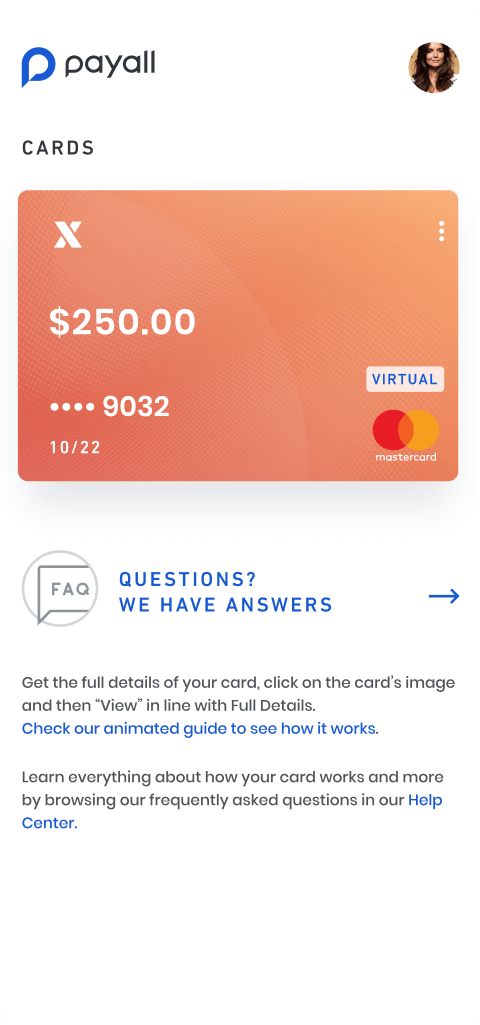 payall
CARDS
$250.00
VIRTUAL
•••• 9032
10/22
mastercard
FAQ
QUESTIONS?
WE HAVE ANSWERS
Get the full details of your card, click on the card's image
and then “View” in line with Full Details.
Check our animated guide to see how it works.
Learn everything about how your card works and more
by browsing our frequently asked questions in our Help
Center.